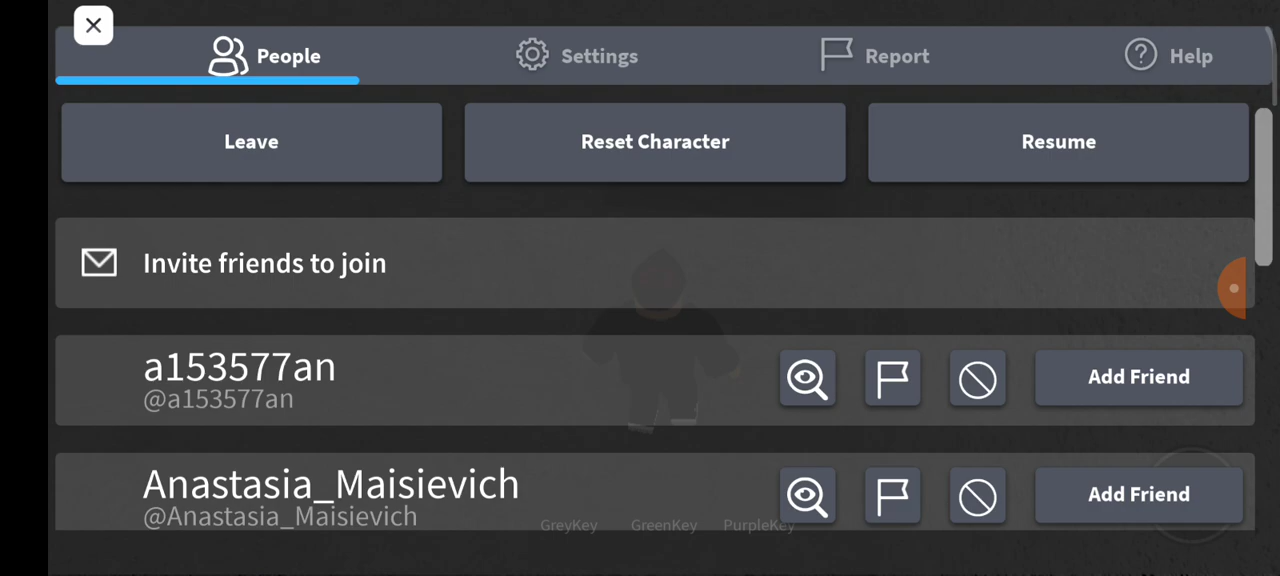 People
Settings
Report
Help
Leave
Reset Character
Resume
Invite friends to join
a153577an
@a153577an
Add Friend
Anastasia_Maisievich
@Anastasia_Maisievich
Add Friend
GreyKey GreenKey PurpleKey